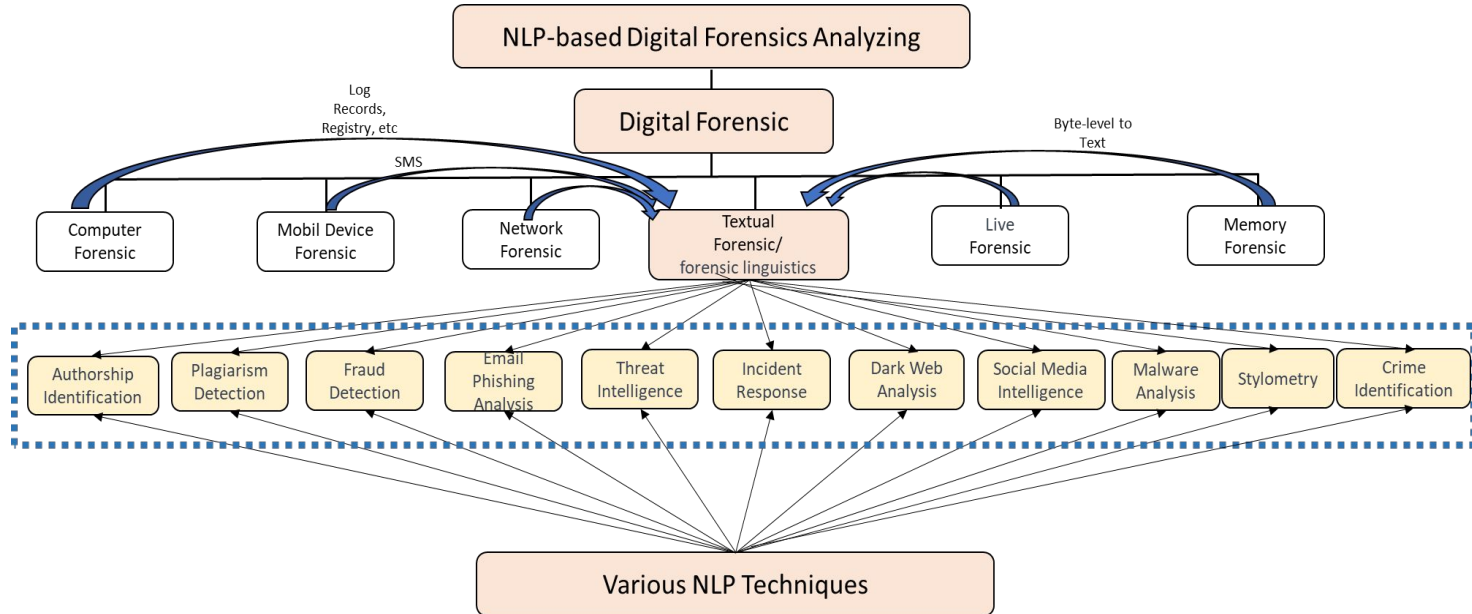 NLP-based Digital Forensics Analyzing
Digital Forensic
Log
Records,
Registry, etc
SMS
Byte-level to
Text
Computer
Forensic
Mobil Device
Forensic
Network
Forensic
Textual
Forensic/
forensic linguistics
Live
Forensic
Memory
Forensic
Authorship
Identification
Plagiarism
Detection
Fraud
Detection
Email
Phishing
Analysis
Threat
Intelligence
Incident
Response
Dark Web
Analysis
Social Media
Intelligence
Malware
Analysis
Stylometry
Crime
Identification
Various NLP Techniques